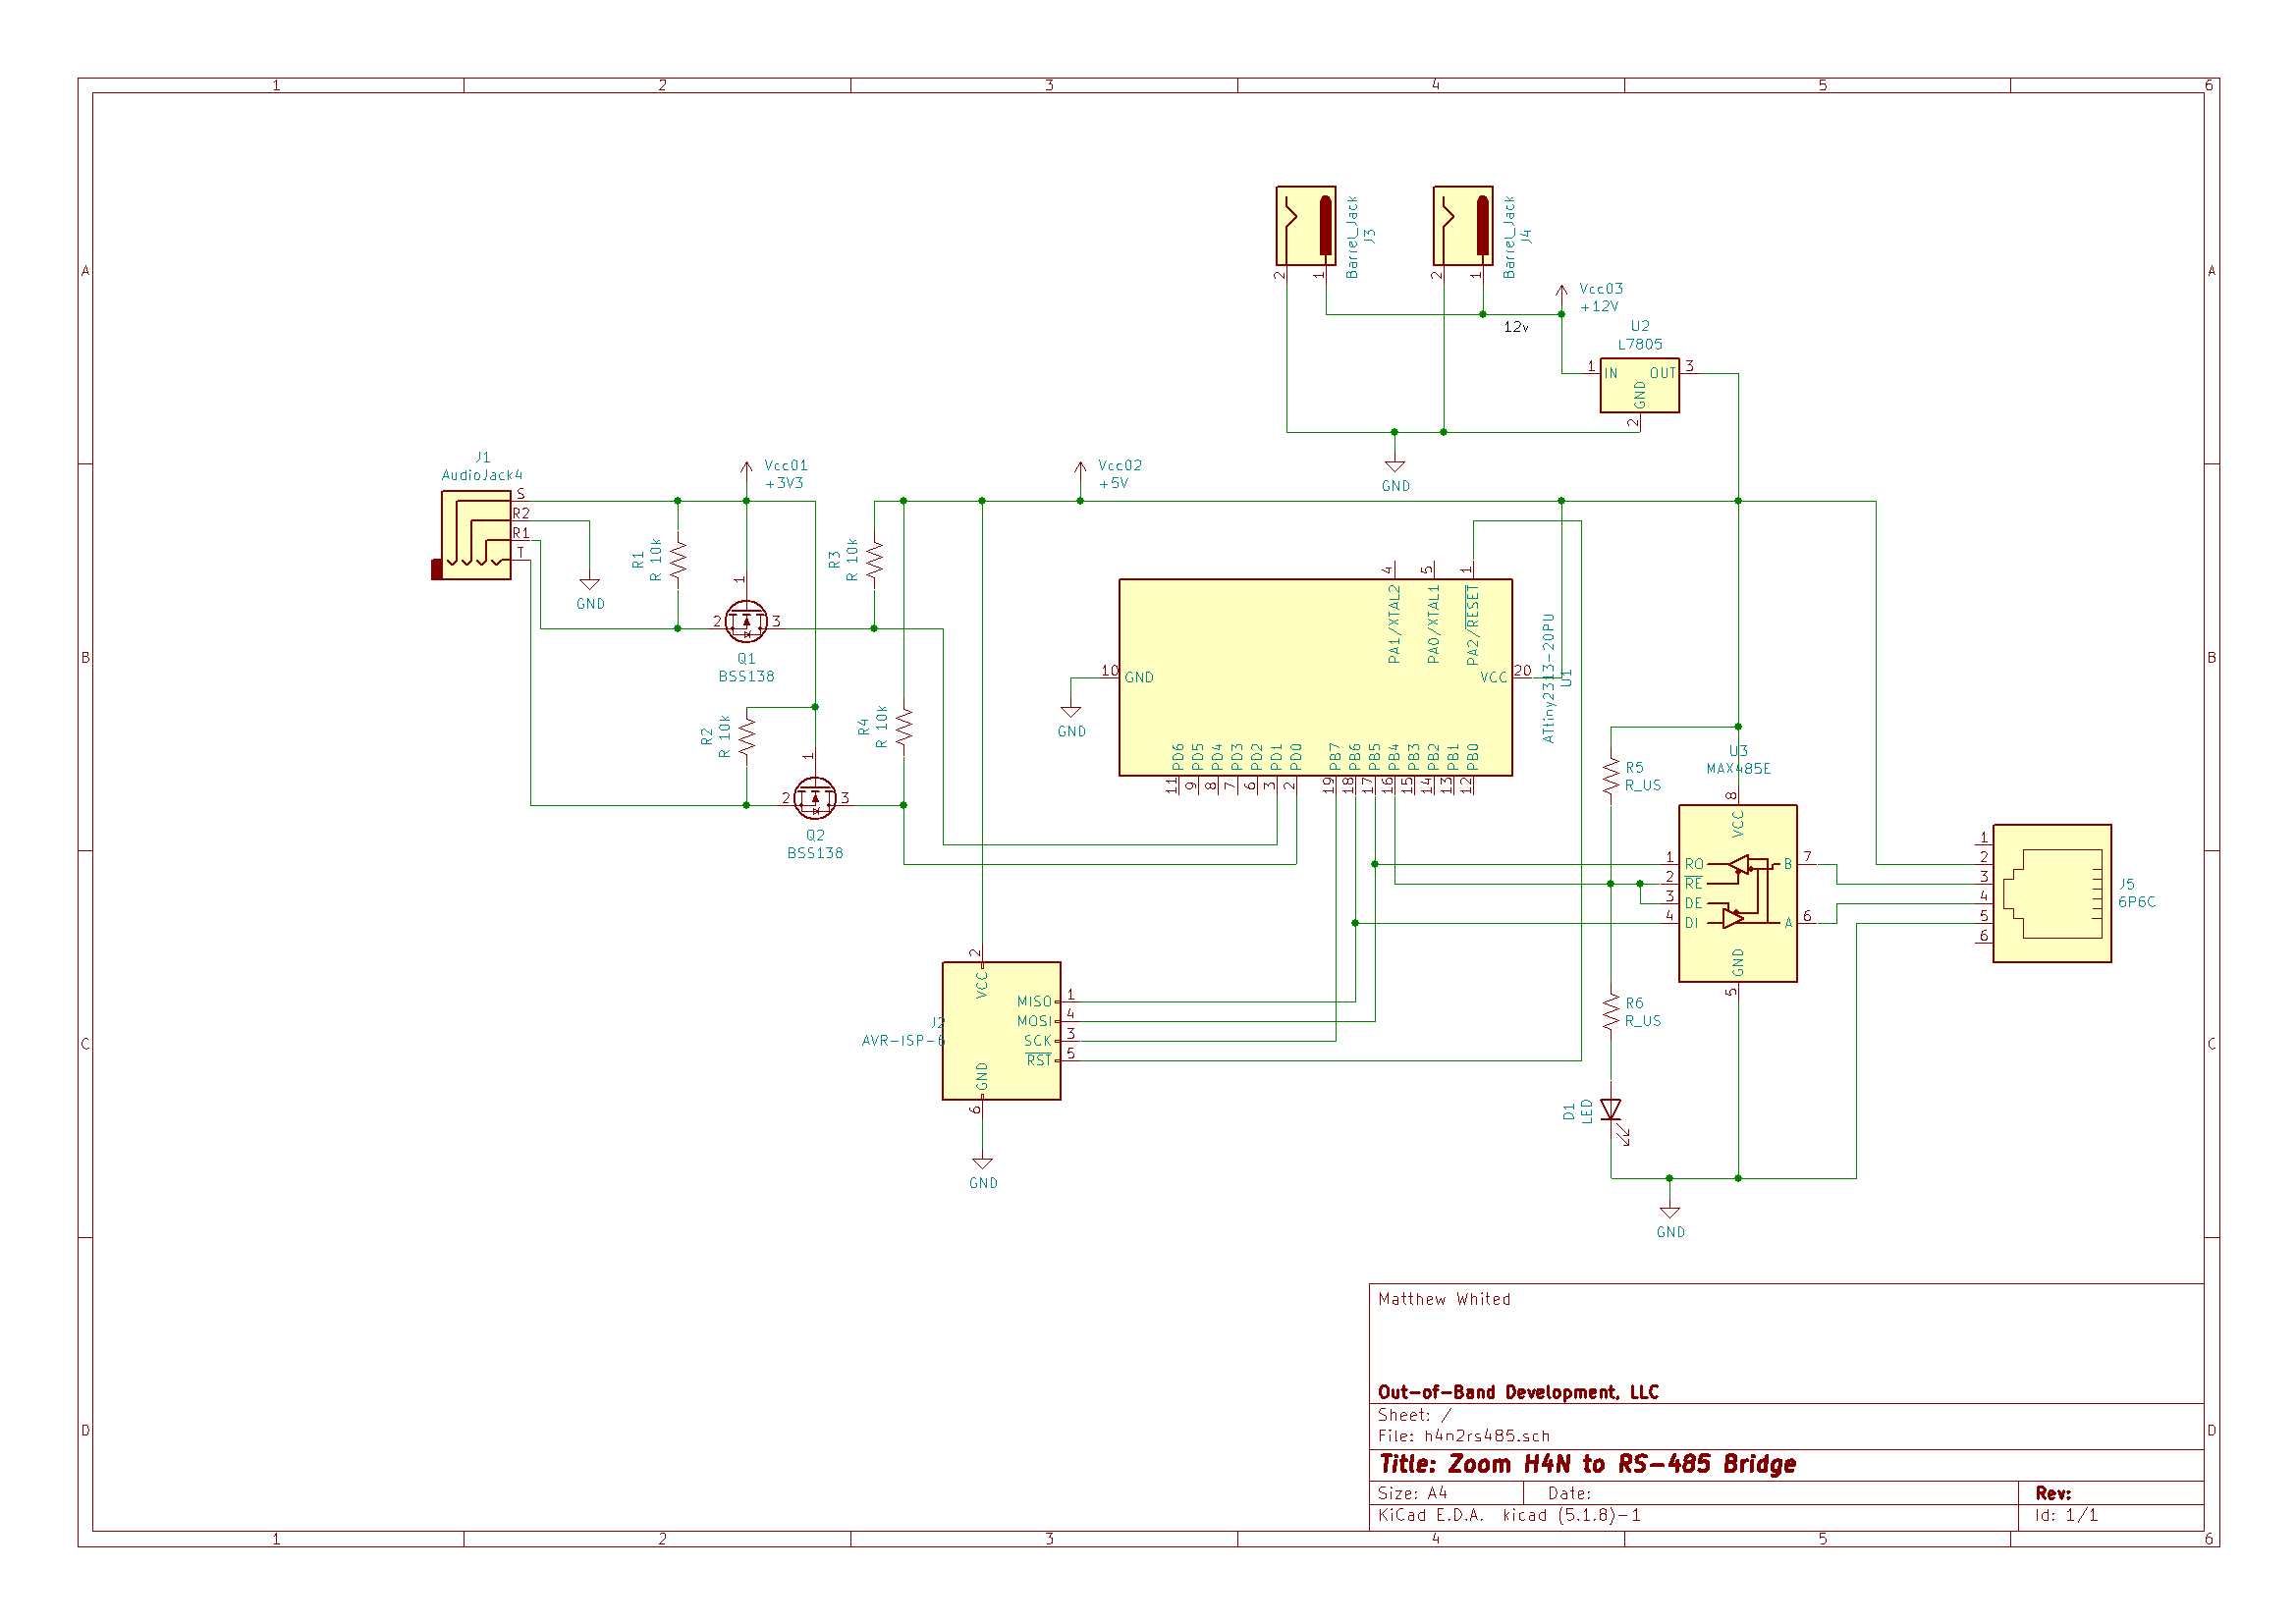 1 2 3 4 5 6
A
B
C
D
A
B
C
D
Barrel_Jack
J3
2 1
Barrel_Jack
J4
2 1
Vcc03
+12V
12v
U2
L7805
1 IN OUT 3
GND
2
GND
J1
AudioJack4
S
R2
R1
T
GND
Vcc01
+3V3
R1
R 10k
1
2 3
Q1
BSS138
R3
R 10k
R2
R 10k
1
2 3
Q2
BSS138
R4
R 10k
Vcc02
+5V
4 5 1
PA1/XTAL2
PA0/XTAL1
PA2/RESET
10 GND
VCC 20
GND
ATtiny2313-20PU
U1
PD6 PD5 PD4 PD3 PD2 PD1 PD0 PB7 PB6 PB5 PB4 PB3 PB2 PB1 PB0
11 9 8 7 6 3 2 19 18 17 16 15 14 13 12
R5
R_US
U3
MAX485E
8
VCC
1 RO B 7
2 RE
3 DE
4 DI A 6
GND
5
1
2
3
4
5
6
J5
6P6C
J2
AVR-ISP-6
2
VCC
MISO 1
MOSI 4
SCK 3
RST 5
GND
6
GND
R6
R_US
D1
LED
GND
Matthew Whited
Out-of-Band Development, LLC
Sheet: /
File: h4n2rs485.sch
Title: Zoom H4N to RS-485 Bridge
Size: A4 Date: Rev:
KiCad E.D.A. kicad (5.1.8)-1 Id: 1/1
1 2 3 4 5 6